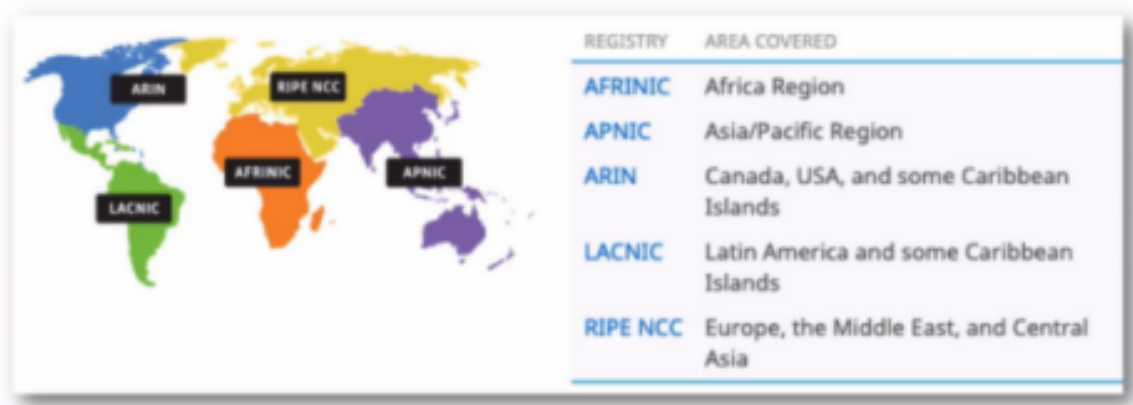 ARIN
RIPE NCC
AFRINIC
APNIC
LACNIC
REGISTRY AREA COVERED
AFRINIC Africa Region
APNIC Asia/Pacific Region
ARIN Canada, USA, and some Caribbean
Islands
LACNIC Latin America and some Caribbean
Islands
RIPE NCC Europe, the Middle East, and Central
Asia